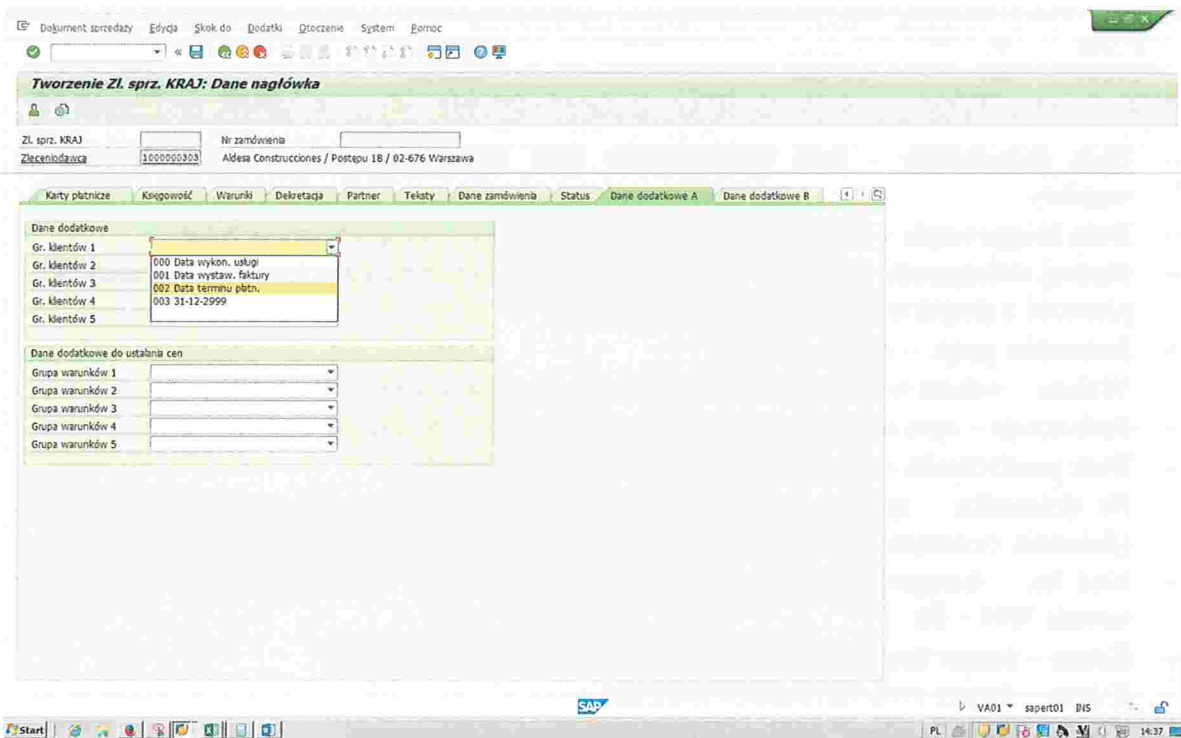 Dokument sprzedaży Edycja Skok do Dodatki Otoczenie System Pomoc
Tworzenie Zl. sprz. KRAJ: Dane nagłówka
Zl. sprz. KRAJ Nr zamówienia
Zleceniodawca 1000000303 Aldesa Construcciones / Postępu 18 / 02-676 Warszawa
Karty płatnicze Księgowość Warunki Dekretacja Partner Teksty Dane zamówienia Status Dane dodatkowe A Dane dodatkowe B
Dane dodatkowe
Gr. klientów 1
Gr. klientów 2 000 Data wykon. usługi
001 Data wystaw. faktury
Gr. klientów 3 002 Data terminu płatn.
Gr. klientów 4 003 31-12-2999
Gr. klientów 5
Dane dodatkowe do ustalania cen
Grupa warunków 1
Grupa warunków 2
Grupa warunków 3
Grupa warunków 4
Grupa warunków 5
SAP
VA01 sapert01 INS
Start PL 14:37